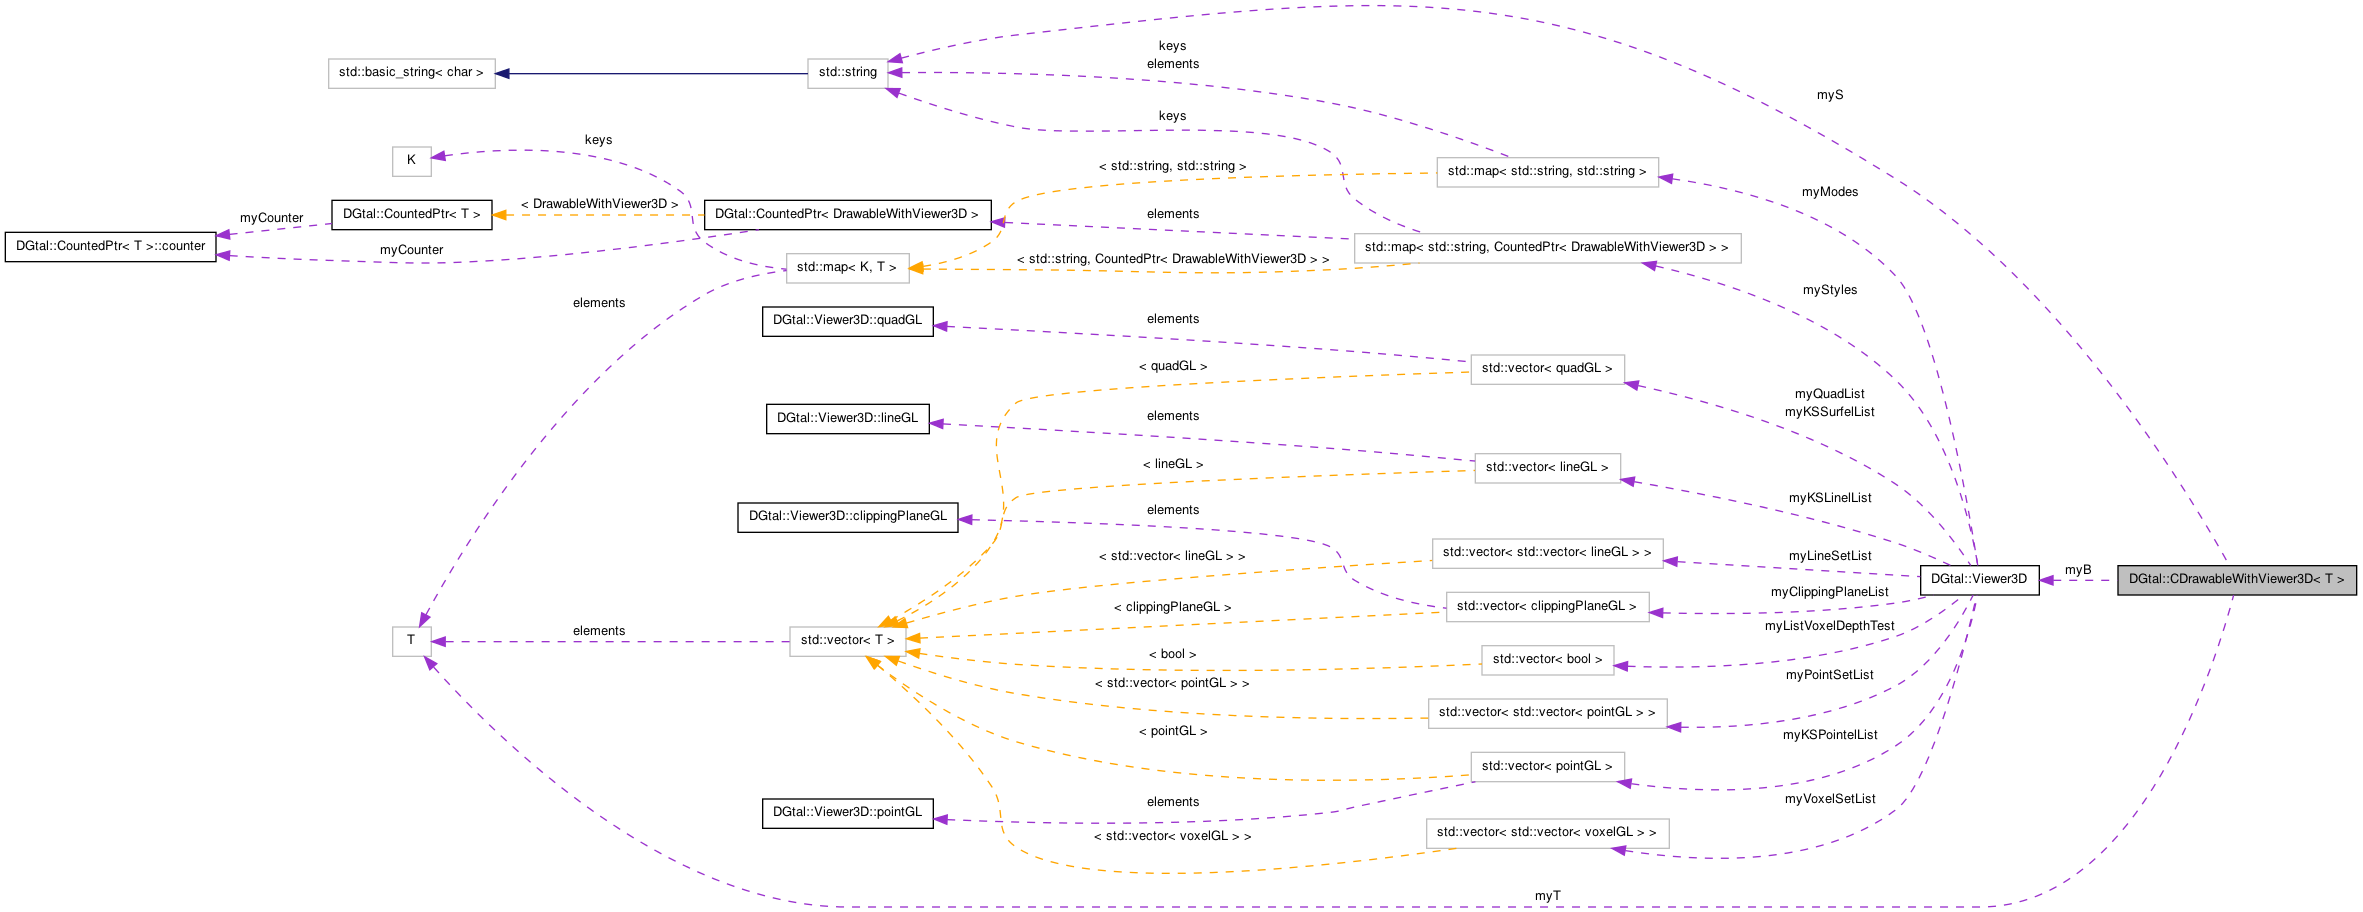 keys
elements
std::basic_string< char >
std::string
myS
keys
K
keys
< std::string, std::string >
std::map< std::string, std::string >
myModes
DGtal::CountedPtr< T >
< DrawableWithViewer3D >
DGtal::CountedPtr< DrawableWithViewer3D >
elements
myCounter
DGtal::CountedPtr< T >::counter
myCounter
std::map< std::string, CountedPtr< DrawableWithViewer3D > >
std::map< K, T >
< std::string, CountedPtr< DrawableWithViewer3D > >
myStyles
elements
DGtal::Viewer3D::quadGL
elements
< quadGL >
std::vector< quadGL >
myQuadList
myKSSurfelList
DGtal::Viewer3D::lineGL
elements
< lineGL >
std::vector< lineGL >
myKSLinelList
DGtal::Viewer3D::clippingPlaneGL
elements
< std::vector< lineGL > >
std::vector< std::vector< lineGL > >
myLineSetList
DGtal::Viewer3D
myB
DGtal::CDrawableWithViewer3D< T >
< clippingPlaneGL >
std::vector< clippingPlaneGL >
myClippingPlaneList
T
elements
std::vector< T >
myListVoxelDepthTest
< bool >
std::vector< bool >
< std::vector< pointGL > >
myPointSetList
std::vector< std::vector< pointGL > >
< pointGL >
myKSPointelList
std::vector< pointGL >
DGtal::Viewer3D::pointGL
elements
myVoxelSetList
< std::vector< voxelGL > >
std::vector< std::vector< voxelGL > >
myT